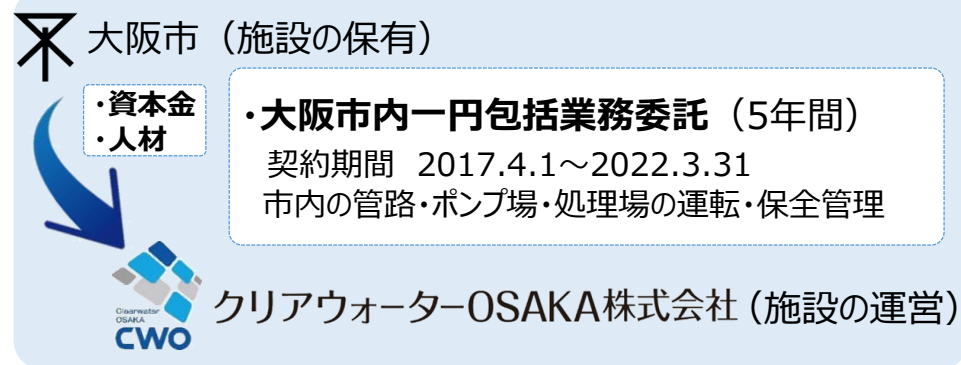 大阪市（施設の保有）
・資本金
・人材
・大阪市内一円包括業務委託（5年間）
契約期間 2017.4.1～2022.3.31
市内の管路・ポンプ場・処理場の運転・保全管理
Clearwater
OSAKA
CWO
クリアウォーターOSAKA株式会社（施設の運営）